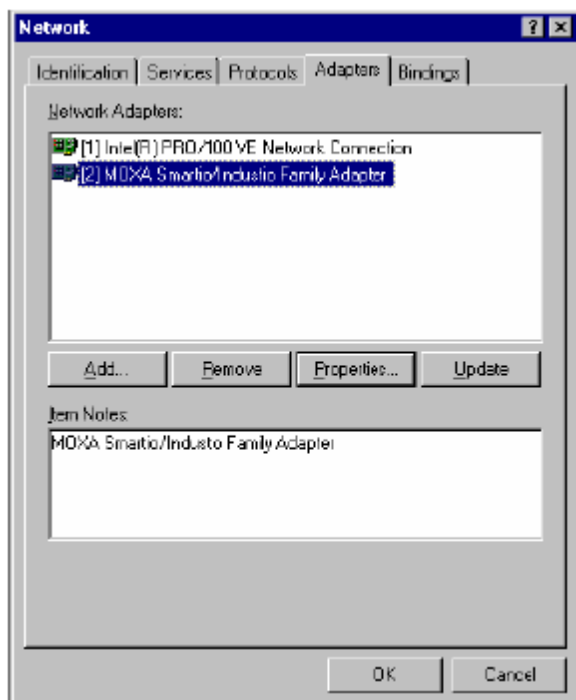 Network
Identification Services Protocols Adapters Bindings
Network Adapters:
[1] Intel(R) PRO/100 VE Network Connection
[2] MOXA Smartio/Industio Family Adapter
Add... Remove Properties... Update
Item Notes:
MOXA Smartio/Industo Family Adapter
OK Cancel